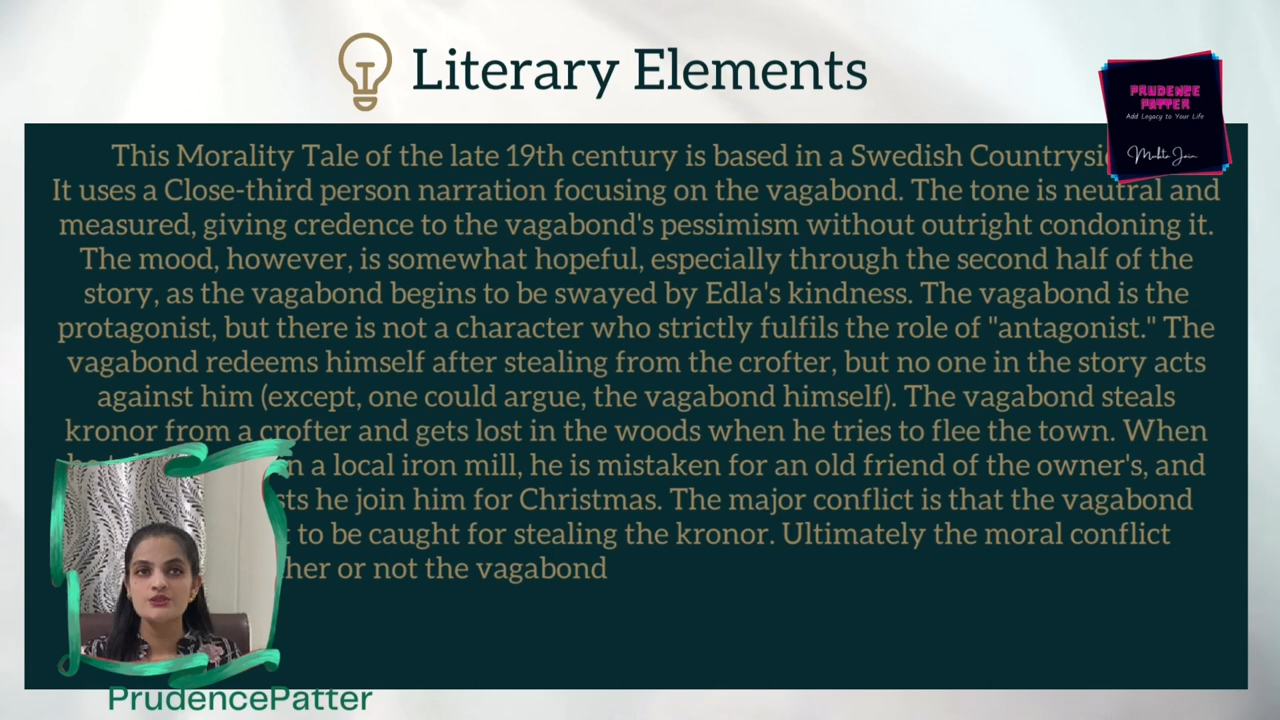 Literary Elements
PRUDENCE
PATTER
Add Legacy to Your Life
Mukta Jain
This Morality Tale of the late 19th century is based in a Swedish
It uses a Close-third person narration focusing on the vagabond. The tone is neutral and
measured, giving credence to the vagabond's pessimism without outright condoning it.
The mood, however, is somewhat hopeful, especially through the second half of the
story, as the vagabond begins to be swayed by Edla's kindness. The vagabond is the
protagonist, but there is not a character who strictly fulfils the role of "antagonist." The
vagabond redeems himself after stealing from the crofter, but no one in the story acts
against him (except, one could argue, the vagabond himself). The vagabond steals
kronor from a crofter and gets lost in the woods when he tries to flee the town. When
a local iron mill, he is mistaken for an old friend of the owner's, and
he join him for Christmas. The major conflict is that the vagabond
to be caught for stealing the kronor. Ultimately the moral conflict
or not the vagabond
PrudencePatter